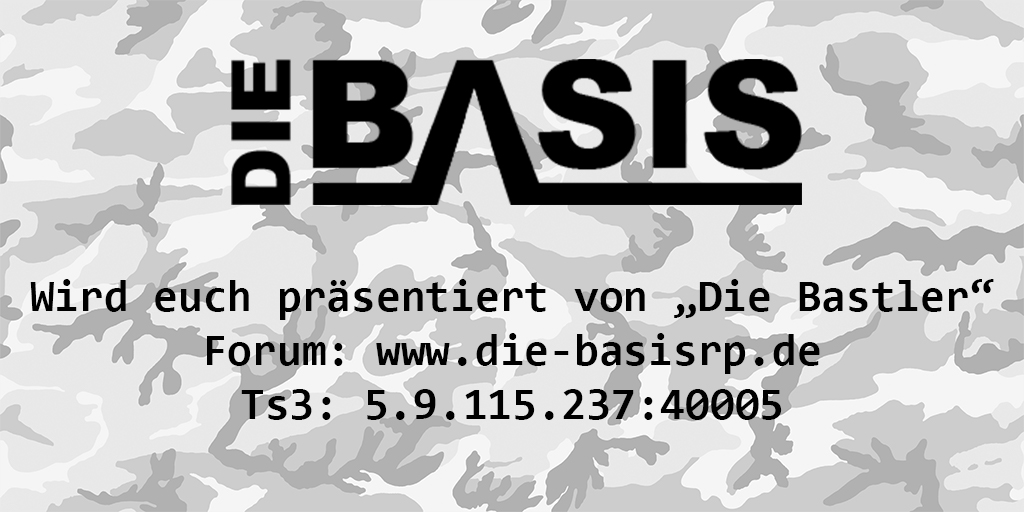 DIE BASIS
Wird euch präsentiert von „Die Bastler“
Forum: www.die-basisrp.de
Ts3: 5.9.115.237:40005